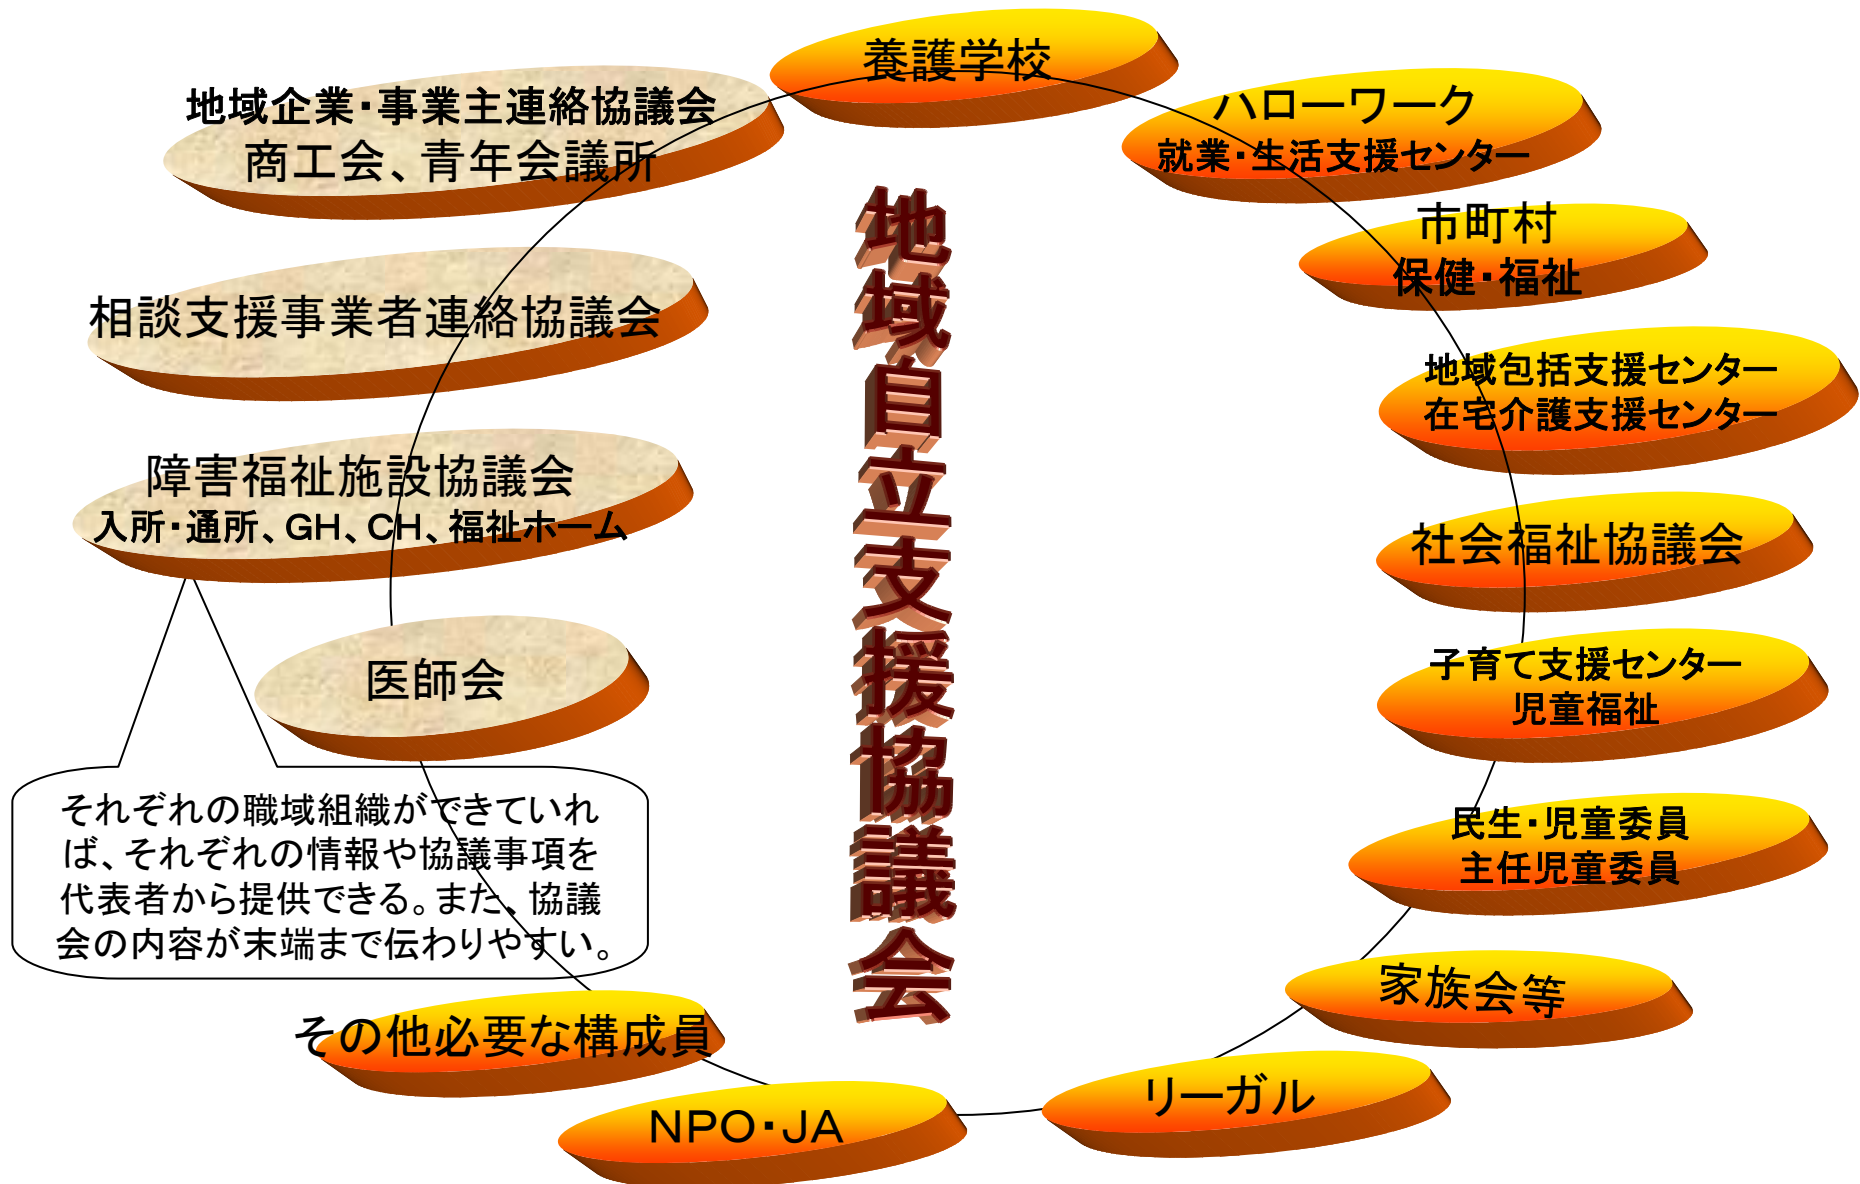 地域自立支援協議会
養護学校
ハローワーク
就業・生活支援センター
市町村
保健・福祉
地域包括支援センター
在宅介護支援センター
社会福祉協議会
子育て支援センター
児童福祉
民生・児童委員
主任児童委員
家族会等
リーガル
NPO・JA
その他必要な構成員
医師会
障害福祉施設協議会
入所・通所、GH、CH、福祉ホーム
それぞれの職域組織ができていれ
ば、それぞれの情報や協議事項を
代表者から提供できる。また、協議
会の内容が末端まで伝わりやすい。
相談支援事業者連絡協議会
地域企業・事業主連絡協議会
商工会、青年会議所